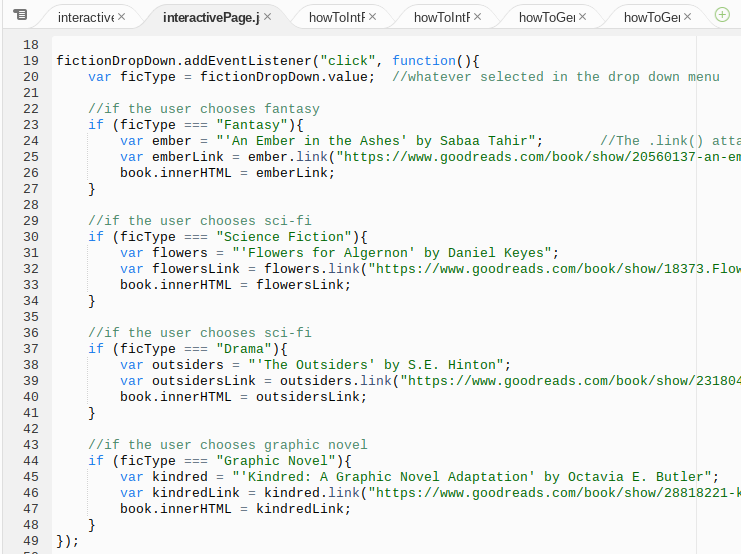 interactive interactivePage.j howToIntF howToIntF howToGer howToGer
18
19 fictionDropDown.addEventListener("click", function(){
20 var ficType = fictionDropDown.value; //whatever selected in the drop down menu
21
22 //if the user chooses fantasy
23 if (ficType === "Fantasy"){
24 var ember = "'An Ember in the Ashes' by Sabaa Tahir"; //The .link() atta
25 var emberLink = ember.link("https://www.goodreads.com/book/show/20560137-an-em
26 book.innerHTML = emberLink;
27 }
28
29 //if the user chooses sci-fi
30 if (ficType === "Science Fiction"){
31 var flowers = "'Flowers for Algernon' by Daniel Keyes";
32 var flowersLink = flowers.link("https://www.goodreads.com/book/show/18373.Flow
33 book.innerHTML = flowersLink;
34 }
35
36 //if the user chooses sci-fi
37 if (ficType === "Drama"){
38 var outsiders = "'The Outsiders' by S.E. Hinton";
39 var outsidersLink = outsiders.link("https://www.goodreads.com/book/show/231804
40 book.innerHTML = outsidersLink;
41 }
42
43 //if the user chooses graphic novel
44 if (ficType === "Graphic Novel"){
45 var kindred = "'Kindred: A Graphic Novel Adaptation' by Octavia E. Butler";
46 var kindredLink = kindred.link("https://www.goodreads.com/book/show/28818221-k
47 book.innerHTML = kindredLink;
48 }
49 });